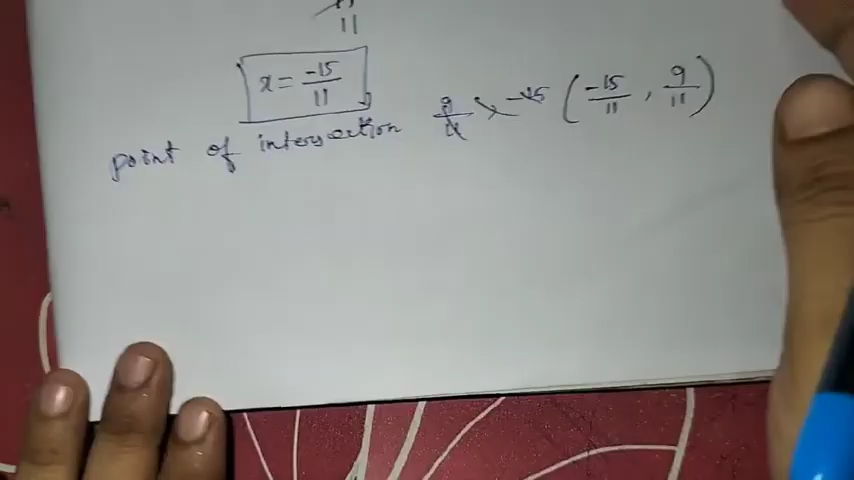 11
x = -15/11
point of intersection (-15/11, 9/11)